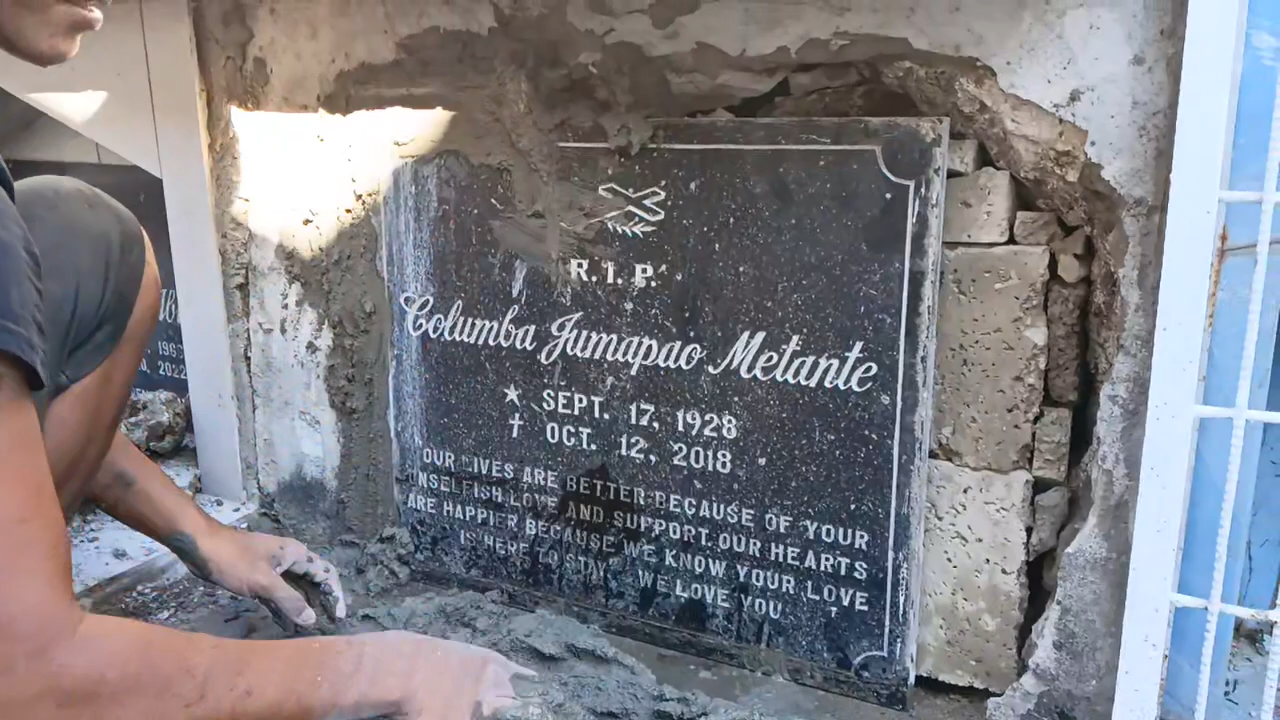 R.I.P.
Columba Jumapao Metante
SEPT. 17, 1928
OCT. 12, 2018
OUR LIVES ARE BETTER BECAUSE OF YOUR
UNSELFISH LOVE AND SUPPORT. OUR HEARTS
ARE HAPPIER BECAUSE WE KNOW YOUR LOVE
IS HERE TO STAY. WE LOVE YOU
2022